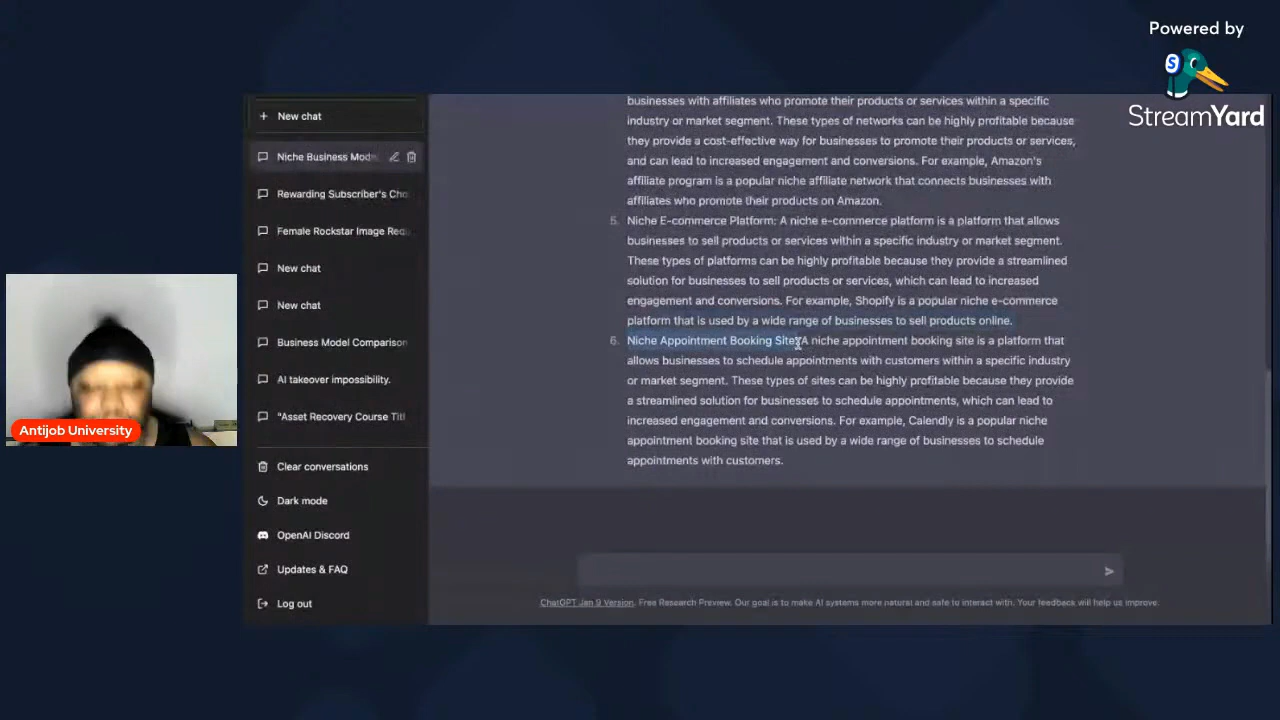 Powered by
S
StreamYard
New chat
Niche Business Mod
Rewarding Subscriber's Cho
Female Rockstar Image Requ
New chat
New chat
Business Model Comparison
AI takeover impossibility.
"Asset Recovery Course Titl
Clear conversations
Dark mode
OpenAI Discord
Updates & FAQ
Log out
Antijob University
businesses with affiliates who promote their products or services within a specific
industry or market segment. These types of networks can be highly profitable because
they provide a cost-effective way for businesses to promote their products or services,
and can lead to increased engagement and conversions. For example, Amazon's
affiliate program is a popular niche affiliate network that connects businesses with
affiliates who promote their products on Amazon.
5. Niche E-commerce Platform: A niche e-commerce platform is a platform that allows
businesses to sell products or services within a specific industry or market segment.
These types of platforms can be highly profitable because they provide a streamlined
solution for businesses to sell products or services, which can lead to increased
engagement and conversions. For example, Shopify is a popular niche e-commerce
platform that is used by a wide range of businesses to sell products online.
6. Niche Appointment Booking Site: A niche appointment booking site is a platform that
allows businesses to schedule appointments with customers within a specific industry
or market segment. These types of sites can be highly profitable because they provide
a streamlined solution for businesses to schedule appointments, which can lead to
increased engagement and conversions. For example, Calendly is a popular niche
appointment booking site that is used by a wide range of businesses to schedule
appointments with customers.
ChatGPT Jan 9 Version. Free Research Preview. Our goal is to make AI systems more natural and safe to interact with. Your feedback will help us improve.